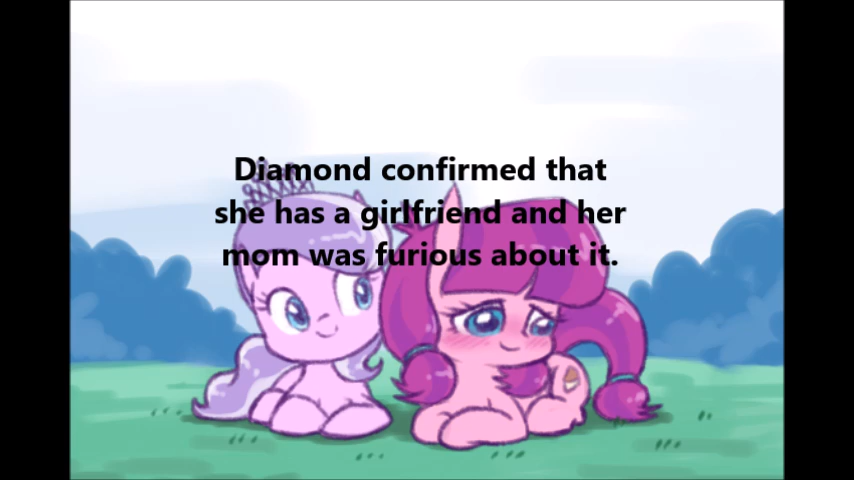 Diamond confirmed that
she has a girlfriend and her
mom was furious about it.